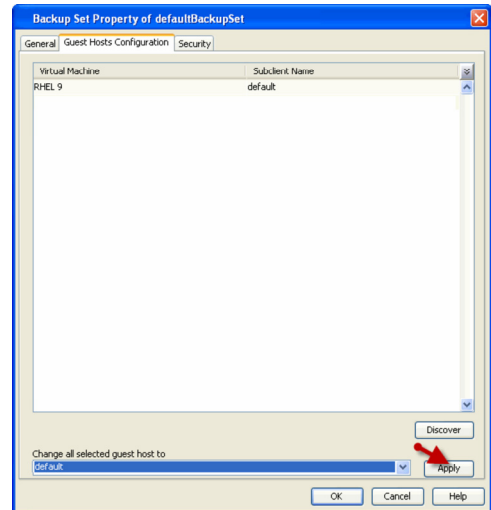 Backup Set Property of defaultBackupSet
General Guest Hosts Configuration Security
Virtual Machine Subclient Name
RHEL 9 default
Discover
Change all selected guest host to
default Apply
OK Cancel Help